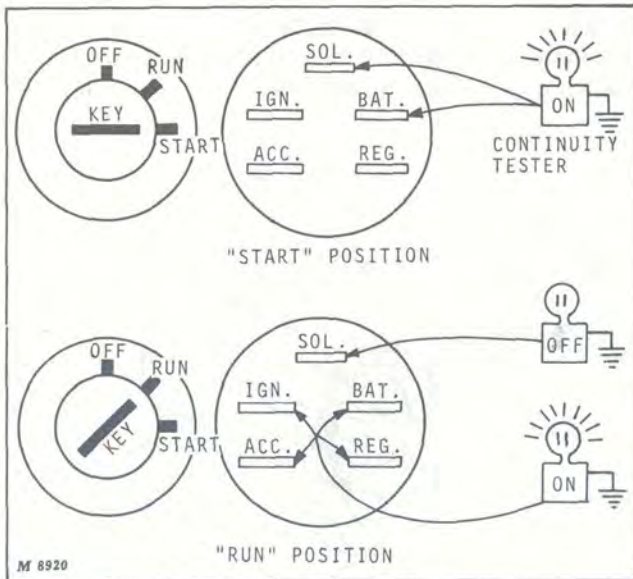 OFF
RUN
KEY
START
SOL.
IGN.
BAT.
ACC.
REG.
ON
CONTINUITY
TESTER
"START" POSITION
OFF
RUN
KEY
START
SOL.
IGN.
BAT.
ACC.
REG.
OFF
ON
"RUN" POSITION
M 8920